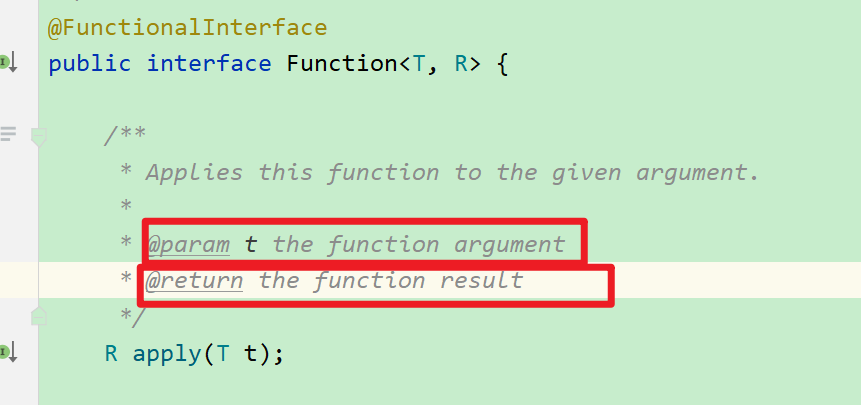 @FunctionalInterface
public interface Function<T, R> {
/**
* Applies this function to the given argument.
*
* @param t the function argument
* @return the function result
*/
R apply(T t);